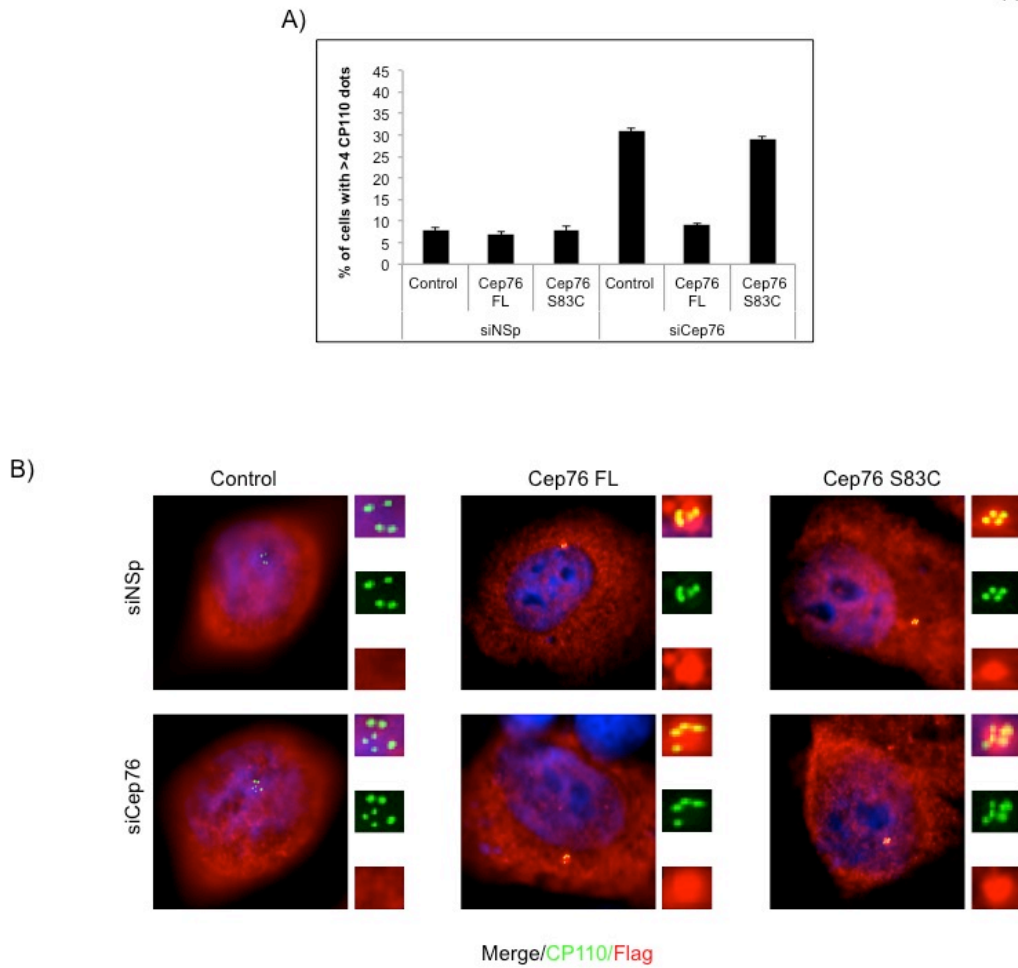 A)
% of cells with >4 CP110 dots
45
40
35
30
25
20
15
10
5
0
Control
Cep76 FL
Cep76 S83C
Control
Cep76 FL
Cep76 S83C
siNSp
siCep76
B)
Control
Cep76 FL
Cep76 S83C
siNSp
siCep76
Merge/CP110/Flag